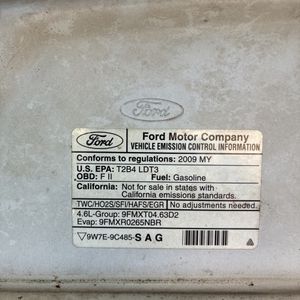 Ford
Ford
Ford Motor Company
VEHICLE EMISSION CONTROL INFORMATION
Conforms to regulations: 2009 MY
U.S. EPA: T2B4 LDT3
OBD: F II Fuel: Gasoline
California: Not for sale in states with
California emissions standards.
TWC/HO2S/SFI/HAFS/EGR No adjustments needed.
4.6L-Group: 9FMXT04.63D2
Evap: 9FMXR0265NBR
9W7E-9C485-SAG